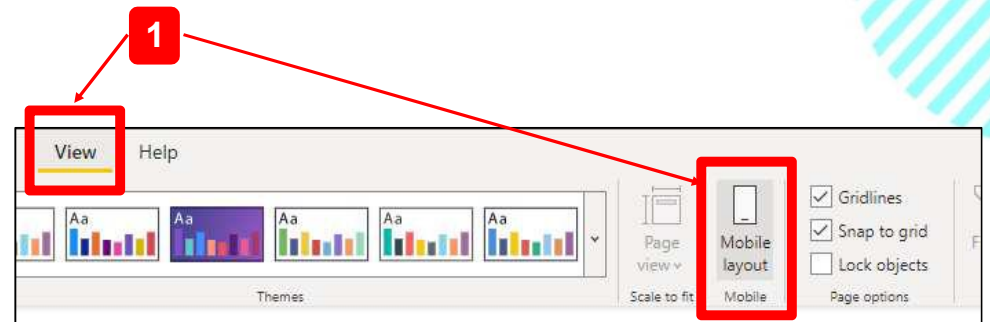 1
View Help
Aa Aa Aa Aa Aa
Gridlines
Snap to grid
Lock objects
Page
view
Mobile
layout
F
Themes
Scale to fit
Mobile
Page options